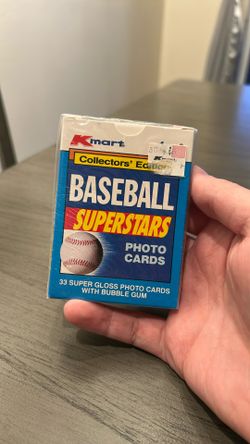 Kmart
Collectors' Edition
BASEBALL
SUPERSTARS
PHOTO
CARDS
33 SUPER GLOSS PHOTO CARDS
WITH BUBBLE GUM